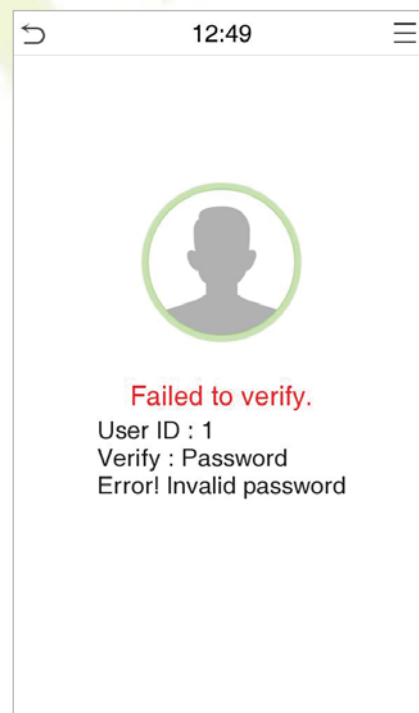 12:49
Failed to verify.
User ID : 1
Verify : Password
Error! Invalid password